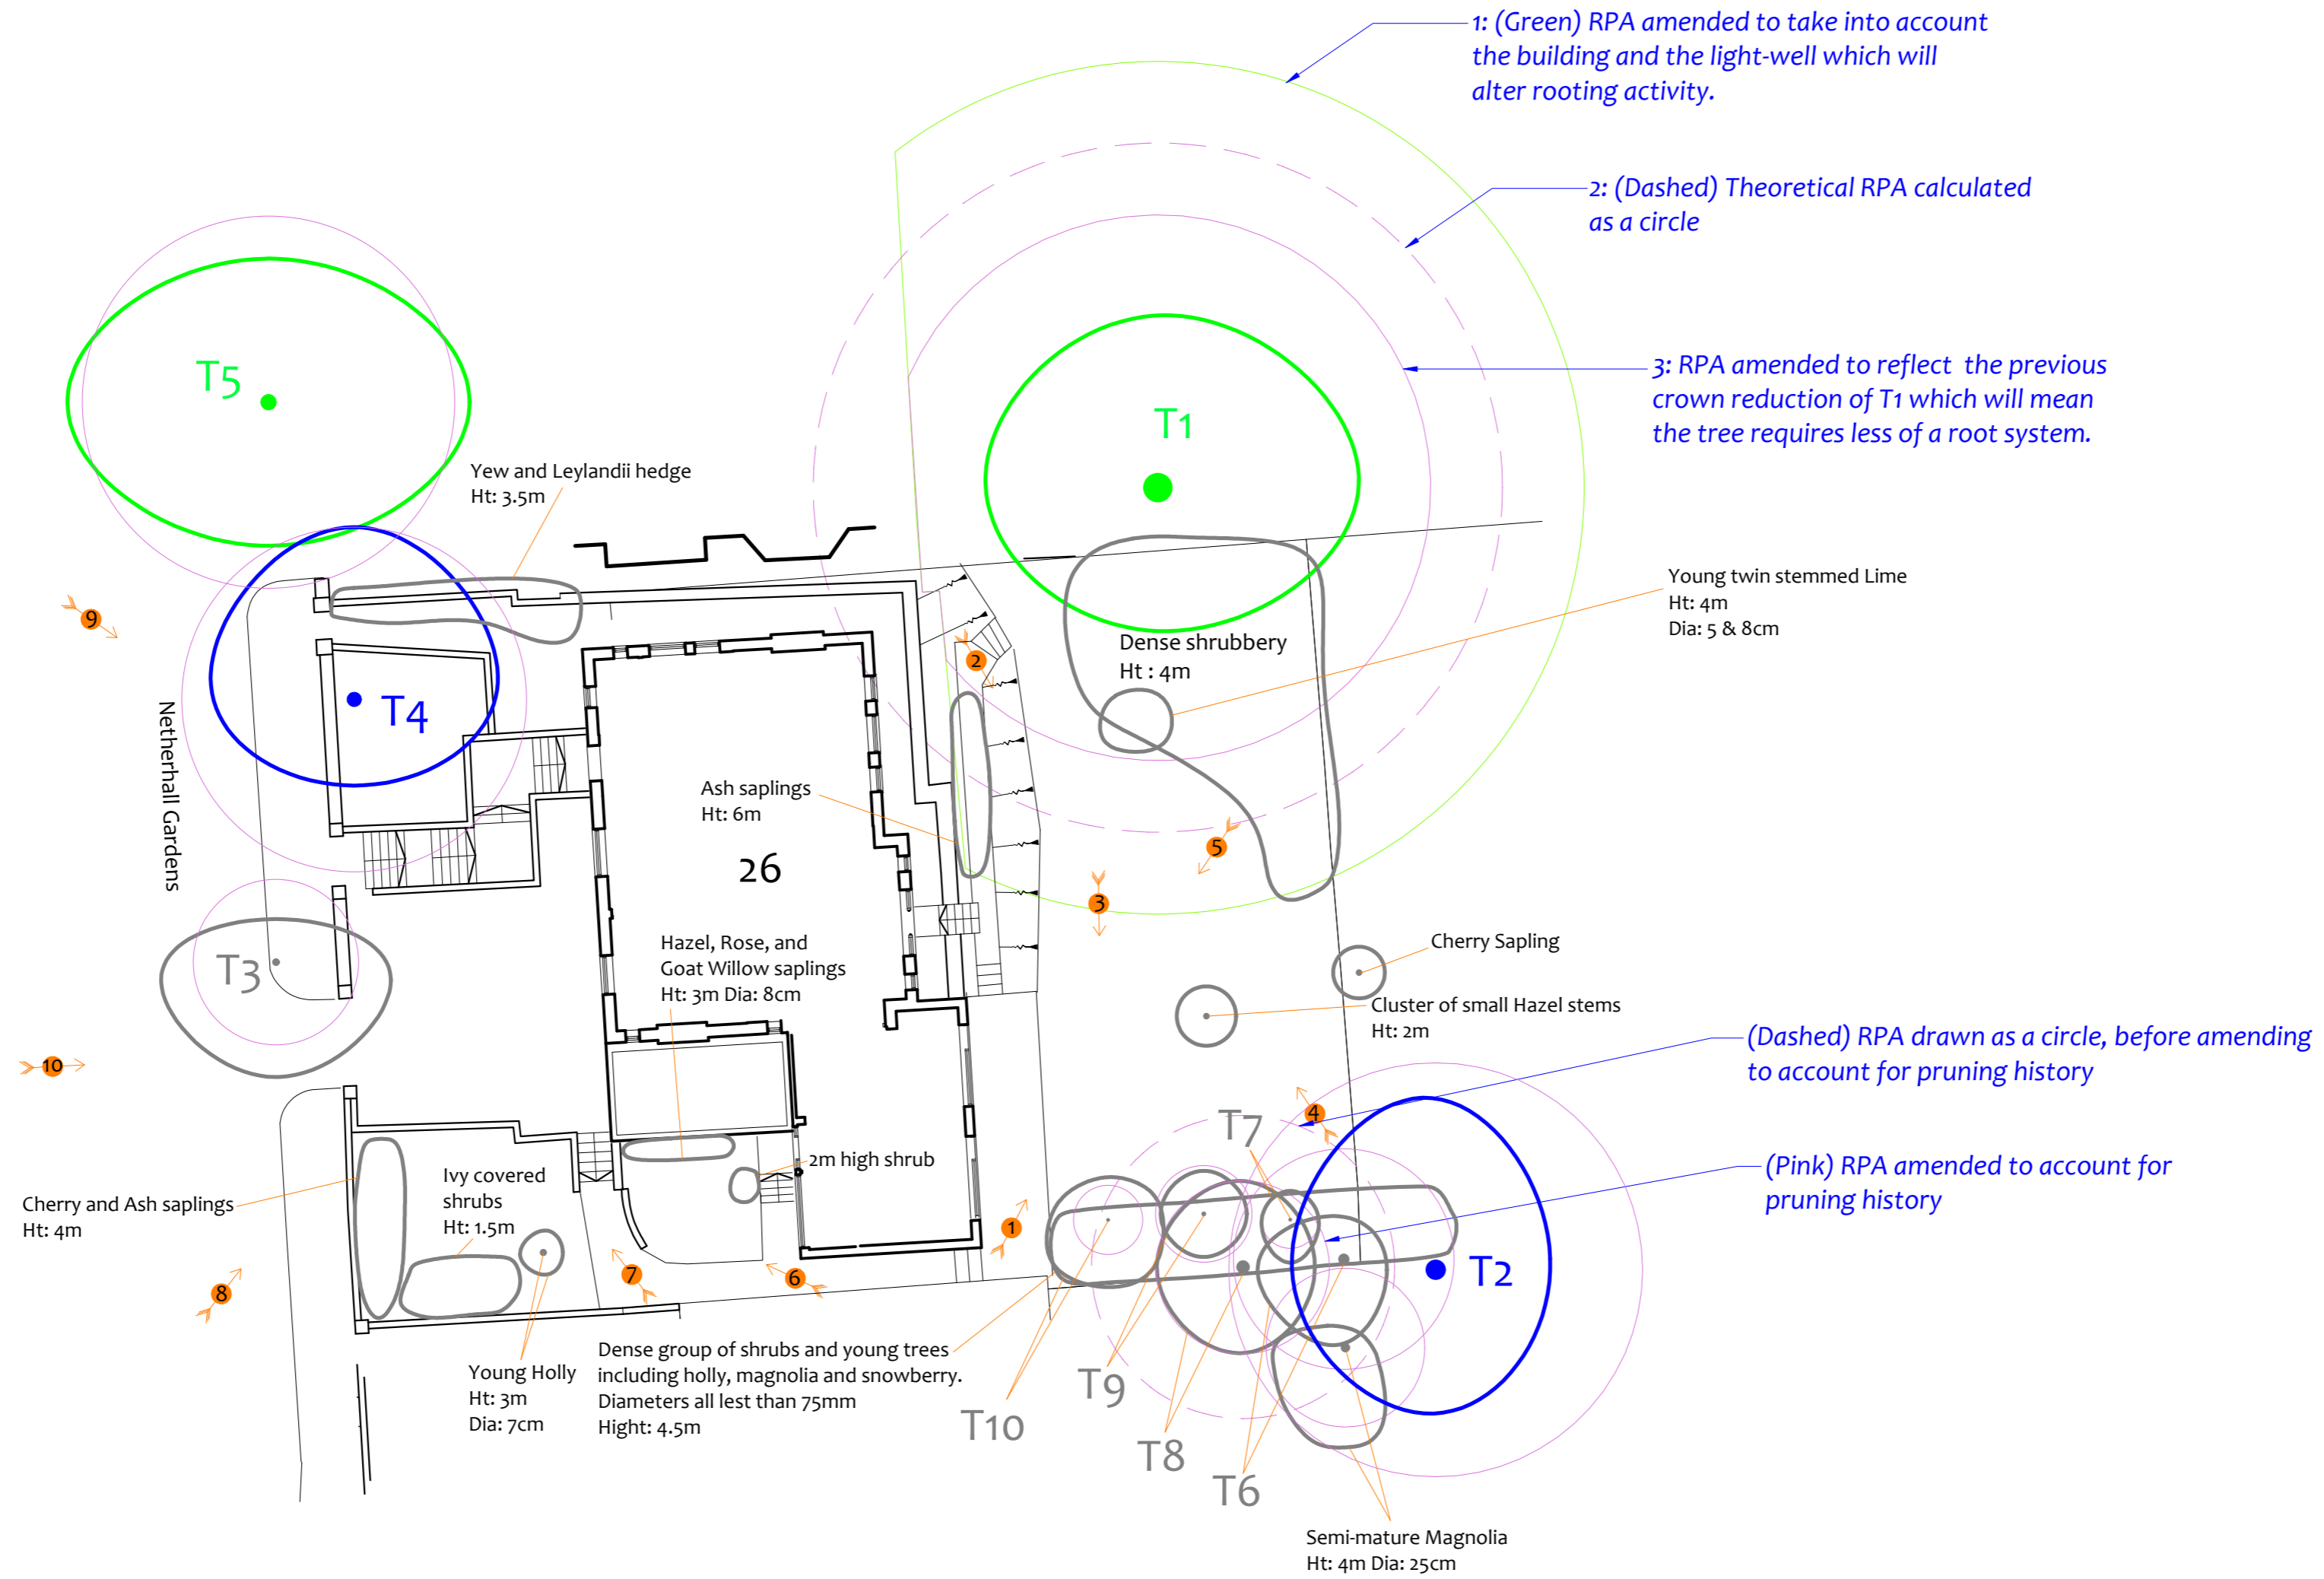 1: (Green) RPA amended to take into account
the building and the light-well which will
alter rooting activity.
2: (Dashed) Theoretical RPA calculated
as a circle
3: RPA amended to reflect the previous
crown reduction of T1 which will mean
the tree requires less of a root system.
T5
T1
Yew and Leylandii hedge
Ht: 3.5m
Young twin stemmed Lime
Ht: 4m
Dia: 5 & 8cm
9
Dense shrubbery
Ht : 4m
2
T4
Netherhall Gardens
Ash saplings
Ht: 6m
26
5
3
Hazel, Rose, and
Goat Willow saplings
Ht: 3m Dia: 8cm
Cherry Sapling
T3
Cluster of small Hazel stems
Ht: 2m
10
(Dashed) RPA drawn as a circle, before amending
to account for pruning history
T7
4
2m high shrub
(Pink) RPA amended to account for
pruning history
Cherry and Ash saplings
Ht: 4m
Ivy covered
shrubs
Ht: 1.5m
1
T2
8
7
6
Young Holly
Ht: 3m
Dia: 7cm
Dense group of shrubs and young trees
including holly, magnolia and snowberry.
Diameters all lest than 75mm
Hight: 4.5m
T10
T9
T8
T6
Semi-mature Magnolia
Ht: 4m Dia: 25cm